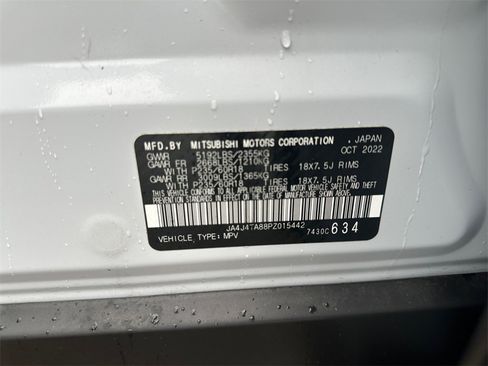 MFD.BY MITSUBISHI MOTORS CORPORATION, JAPAN
GVWR 5192LBS/2355KG OCT 2022
GAWR FR 2668LBS/1210KG
WITH P235/60R18 TIRES 18X7.5J RIMS
GAWR RR 3009LBS/1365KG
WITH P235/60R18 TIRES 18X7.5J RIMS
THIS VEHICLE CONFORMS TO ALL APPLICABLE FEDERAL
MOTOR VEHICLE SAFETY, BUMPER, AND THEFT
PREVENTION STANDARDS IN EFFECT ON THE DATE OF
MANUFACTURE SHOWN ABOVE.
JA4J4TA88PZ015442
VEHICLE TYPE: MPV 7430C634